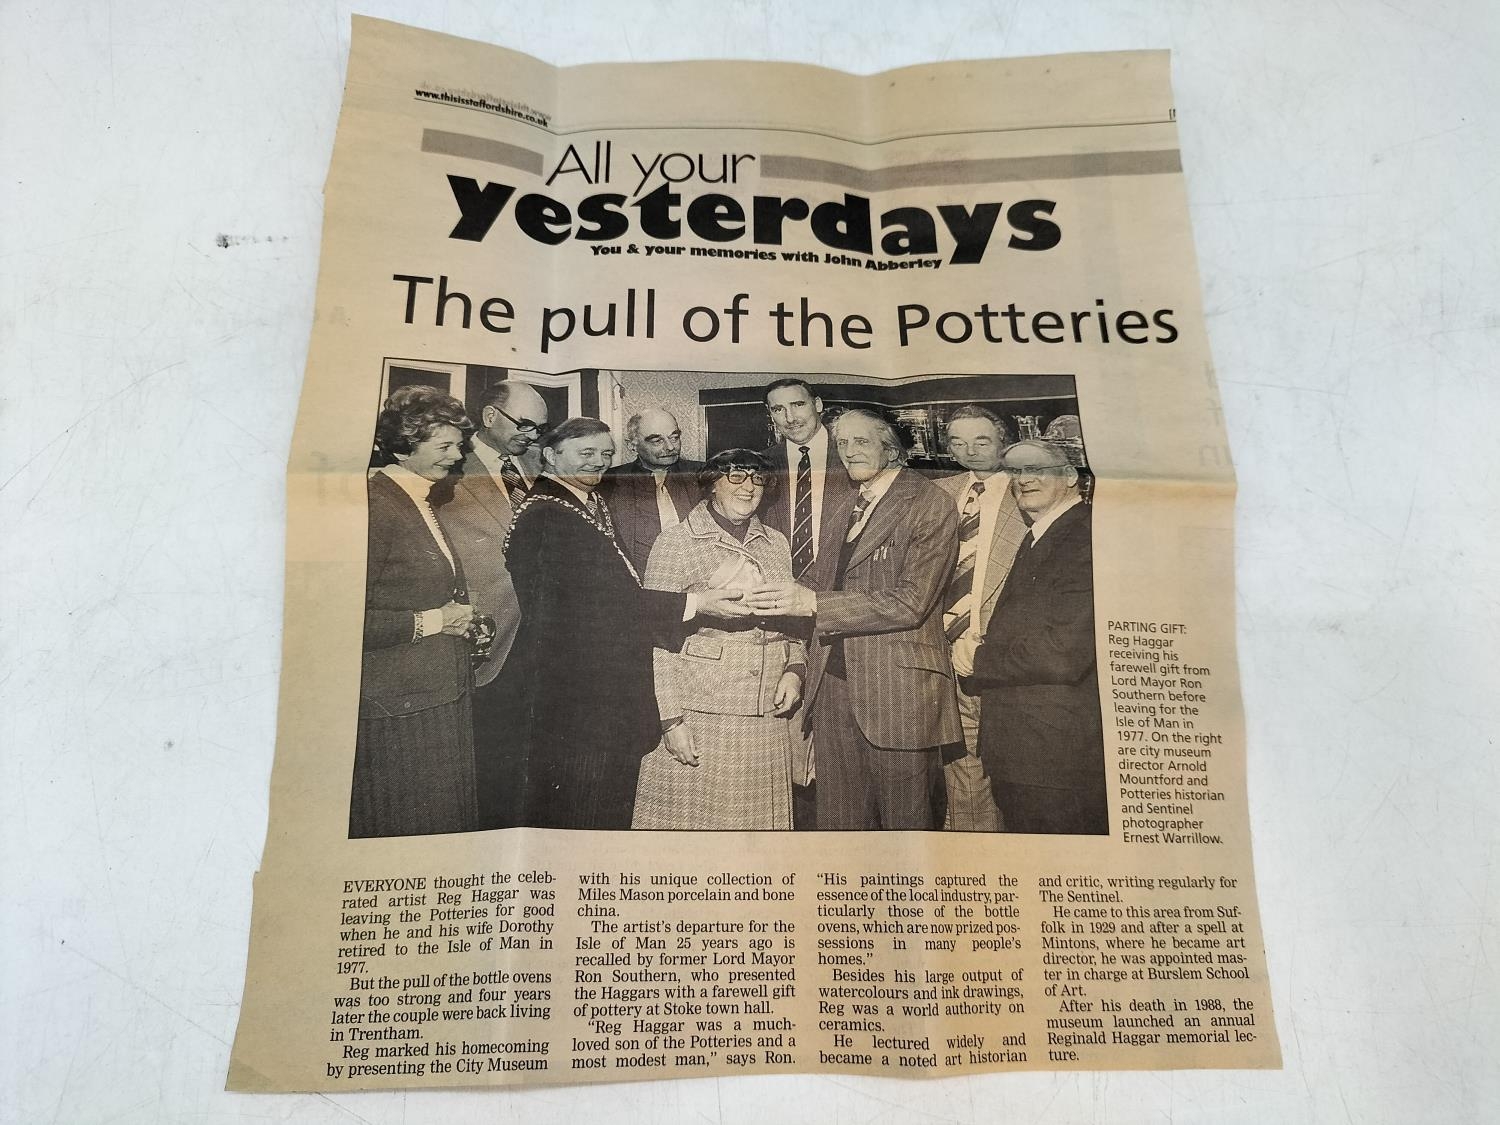 www.thisisstaffordshire.co.uk
All your
yesterdays
You & your memories with John Abberley
The pull of the Potteries
PARTING GIFT:
Reg Haggar
receiving his
farewell gift from
Lord Mayor Ron
Southern before
leaving for the
Isle of Man in
1977. On the right
are city museum
director Arnold
Mountford and
Potteries historian
and Sentinel
photographer
Ernest Warrillow.
EVERYONE thought the celeb-
rated artist Reg Haggar was
leaving the Potteries for good
when he and his wife Dorothy
retired to the Isle of Man in
1977.
But the pull of the bottle ovens
was too strong and four years
later the couple were back living
in Trentham.
Reg marked his homecoming
by presenting the City Museum
with his unique collection of
Miles Mason porcelain and bone
china.
The artist's departure for the
Isle of Man 25 years ago is
recalled by former Lord Mayor
Ron Southern, who presented
the Haggars with a farewell gift
of pottery at Stoke town hall.
"Reg Haggar was a much-
loved son of the Potteries and a
most modest man," says Ron.
"His paintings captured the
essence of the local industry, par-
ticularly those of the bottle
ovens, which are now prized pos-
sessions in many people's
homes."
Besides his large output of
watercolours and ink drawings,
Reg was a world authority on
ceramics.
He lectured widely and
became a noted art historian
and critic, writing regularly for
The Sentinel.
He came to this area from Suf-
folk in 1929 and after a spell at
Mintons, where he became art
director, he was appointed mas-
ter in charge at Burslem School
of Art.
After his death in 1988, the
museum launched an annual
Reginald Haggar memorial lec-
ture.